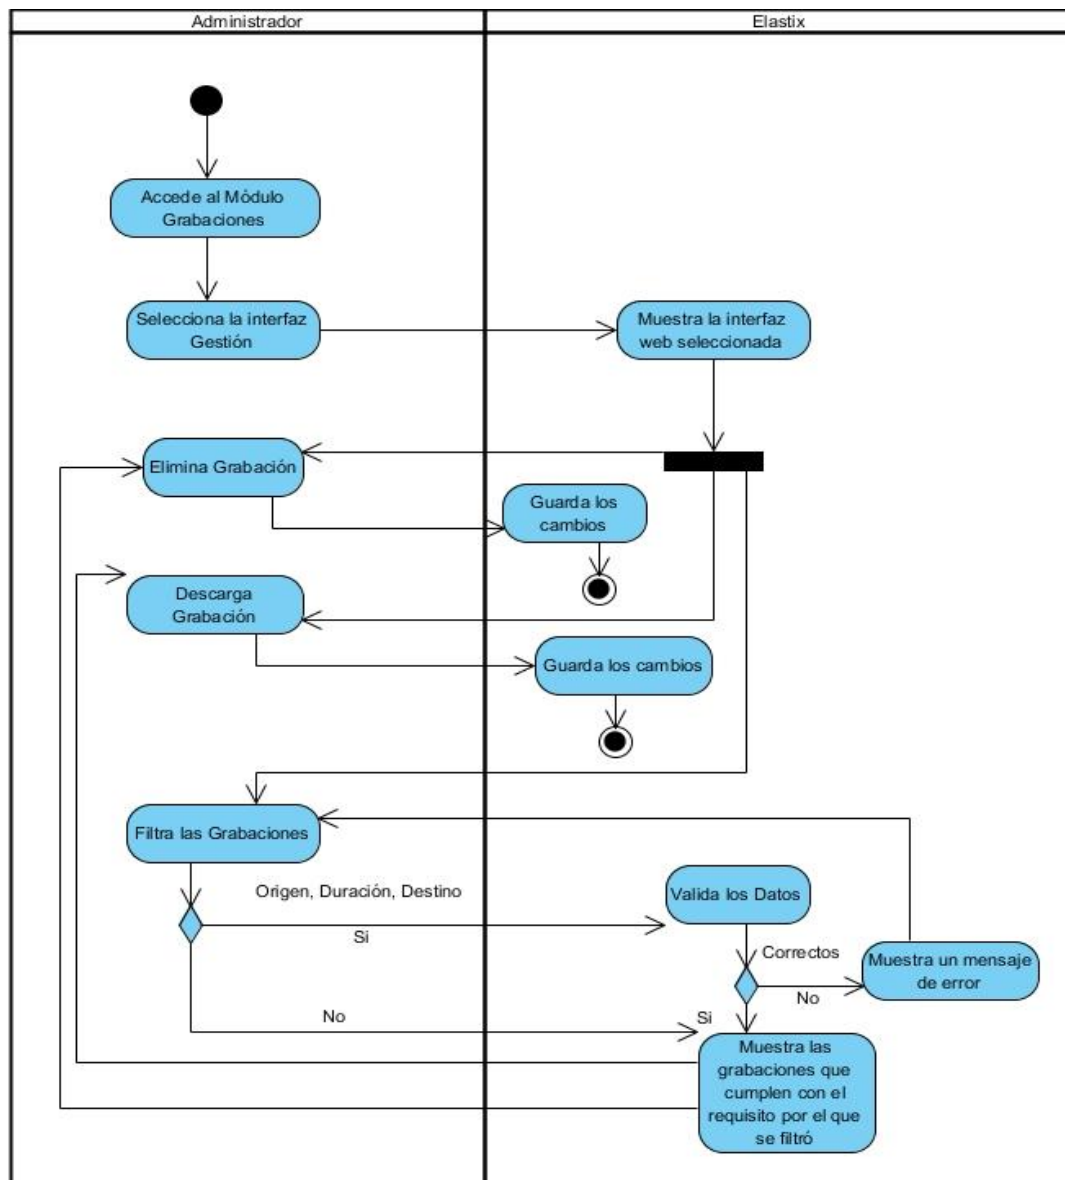 Administrador
Elastix
Accede al Módulo
Grabaciones
Selecciona la interfaz
Gestión
Muestra la interfaz
web seleccionada
Elimina Grabación
Guarda los
cambios
Descarga
Grabación
Guarda los cambios
Filtra las Grabaciones
Origen, Duración, Destino
Si
Valida los Datos
Correctos
Muestra un mensaje
de error
No
No
Si
Muestra las
grabaciones que
cumplen con el
requisito por el que
se filtró